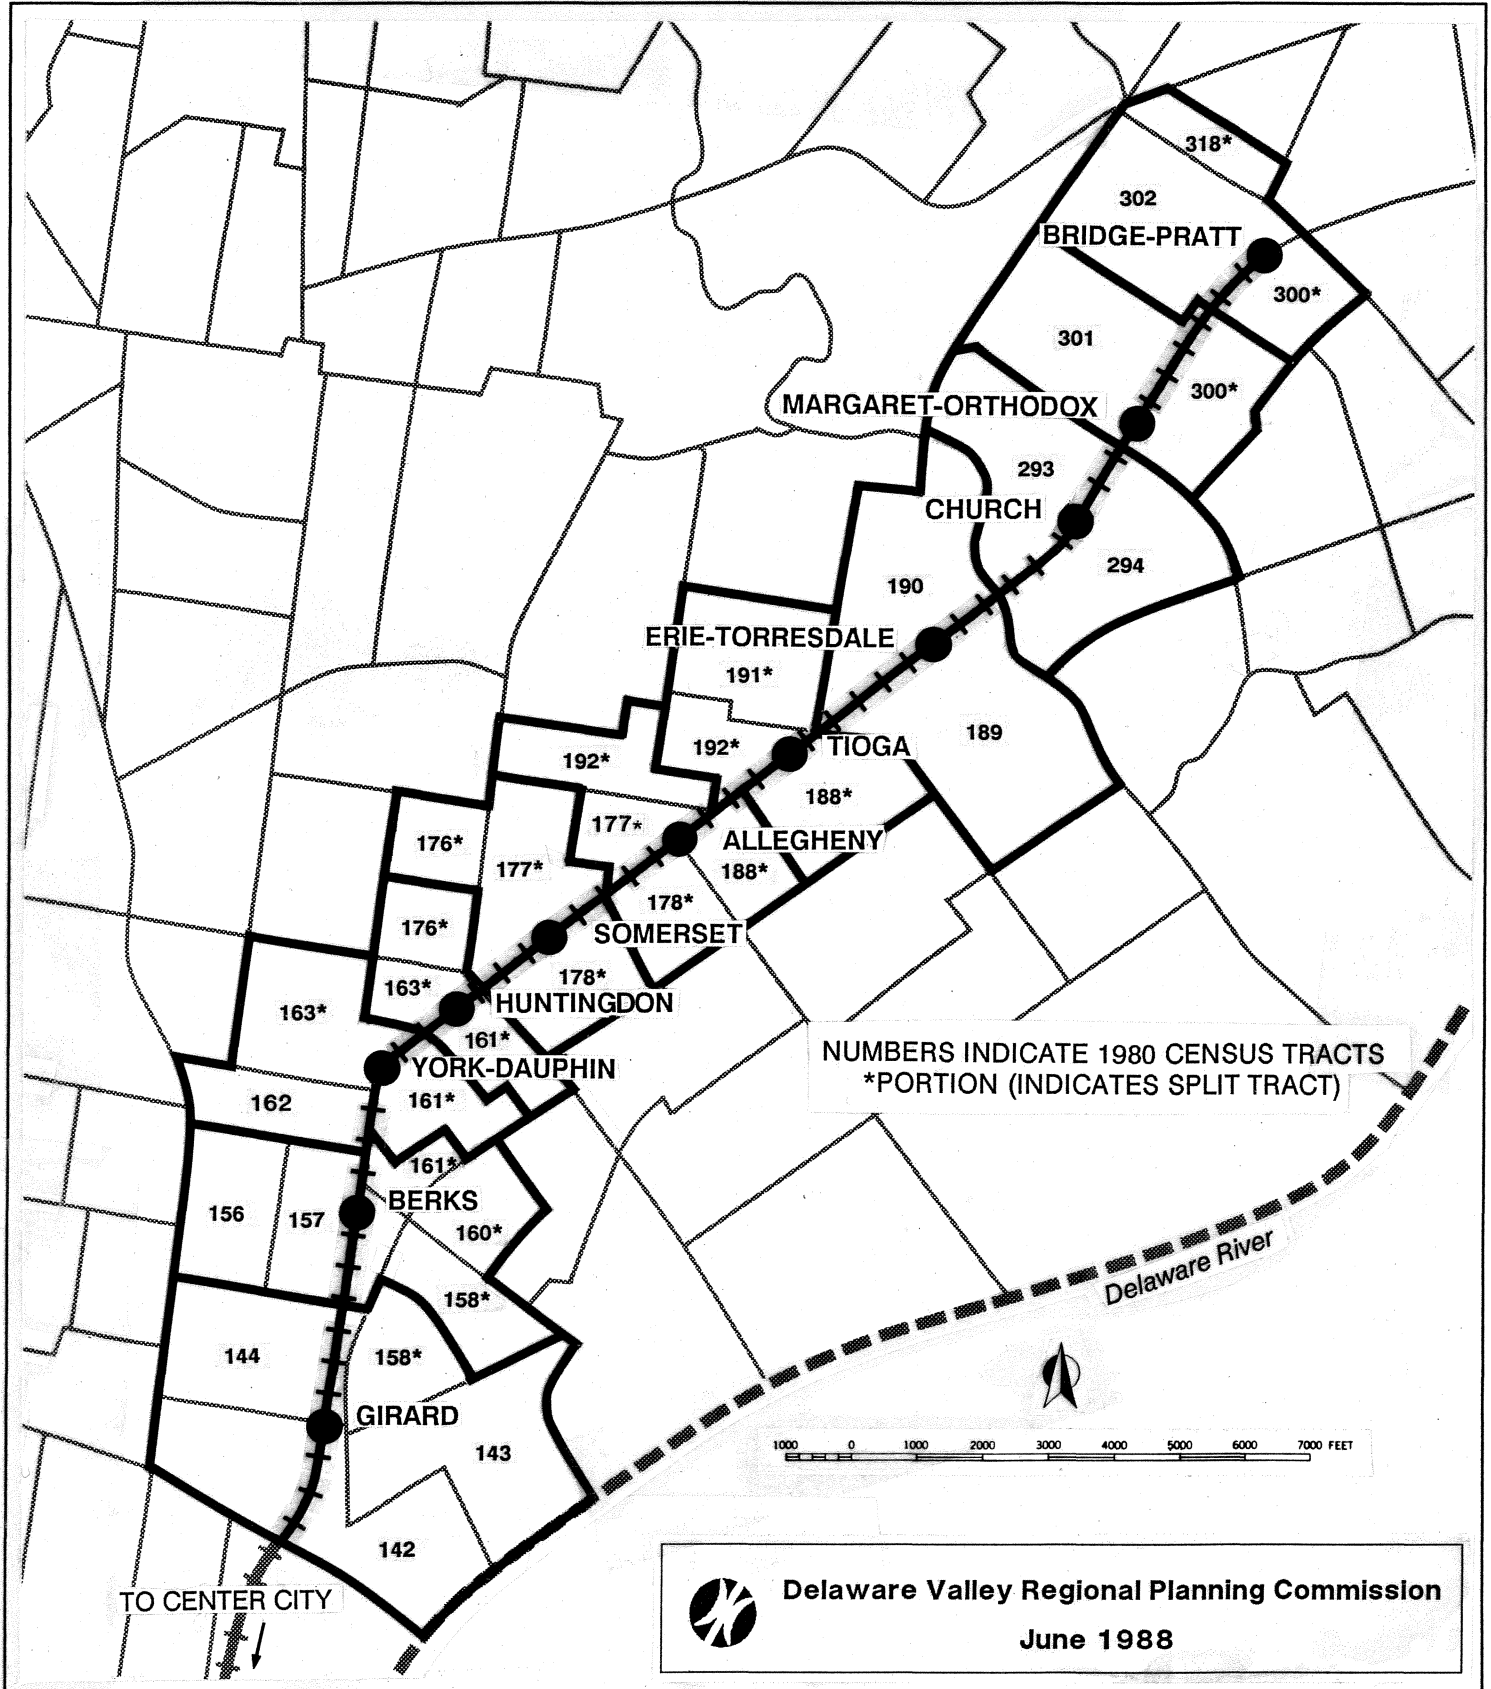 318*
302
BRIDGE-PRATT
300*
301
300*
MARGARET-ORTHODOX
293
CHURCH
294
190
ERIE-TORRESDALE
191*
189
192*
TIOGA
192*
188*
177*
ALLEGHENY
176*
177*
188*
178*
176*
SOMERSET
178*
163*
HUNTINGDON
163*
161*
NUMBERS INDICATE 1980 CENSUS TRACTS
*PORTION (INDICATES SPLIT TRACT)
YORK-DAUPHIN
162
161*
161*
BERKS
156
157
160*
Delaware River
158*
144
158*
GIRARD
143
1000 0 1000 2000 3000 4000 5000 6000 7000 FEET
142
TO CENTER CITY
Delaware Valley Regional Planning Commission
June 1988